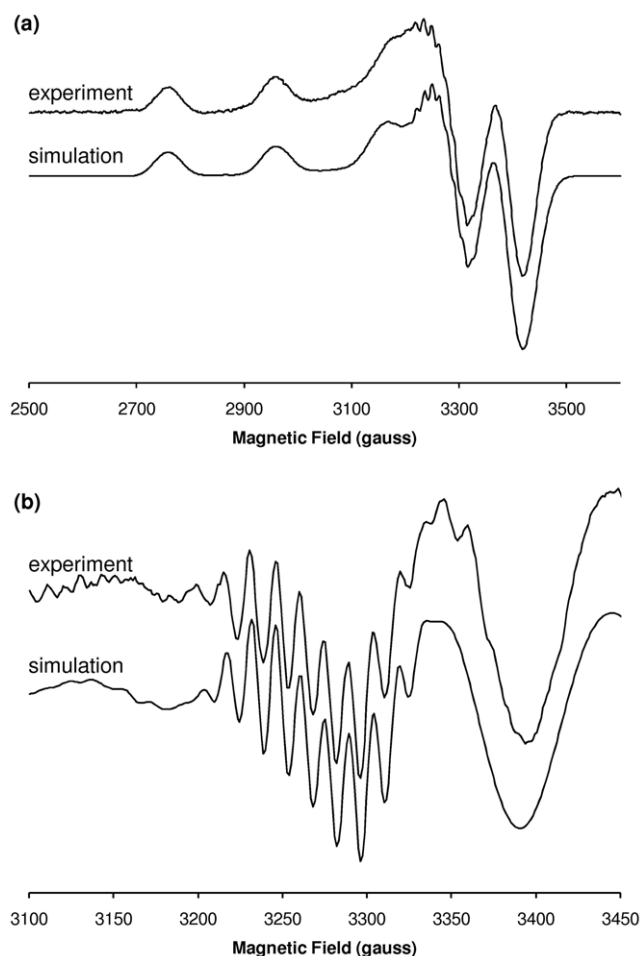 (a)
experiment
simulation
2500 2700 2900 3100 3300 3500
Magnetic Field (gauss)
(b)
experiment
simulation
3100 3150 3200 3250 3300 3350 3400 3450
Magnetic Field (gauss)